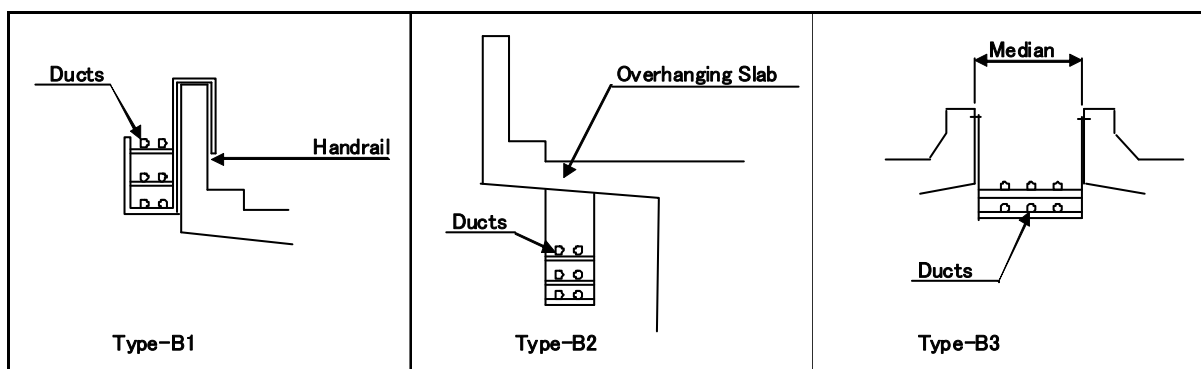 Ducts
Handrail
Type-B1
Overhanging Slab
Ducts
Type-B2
Median
Ducts
Type-B3